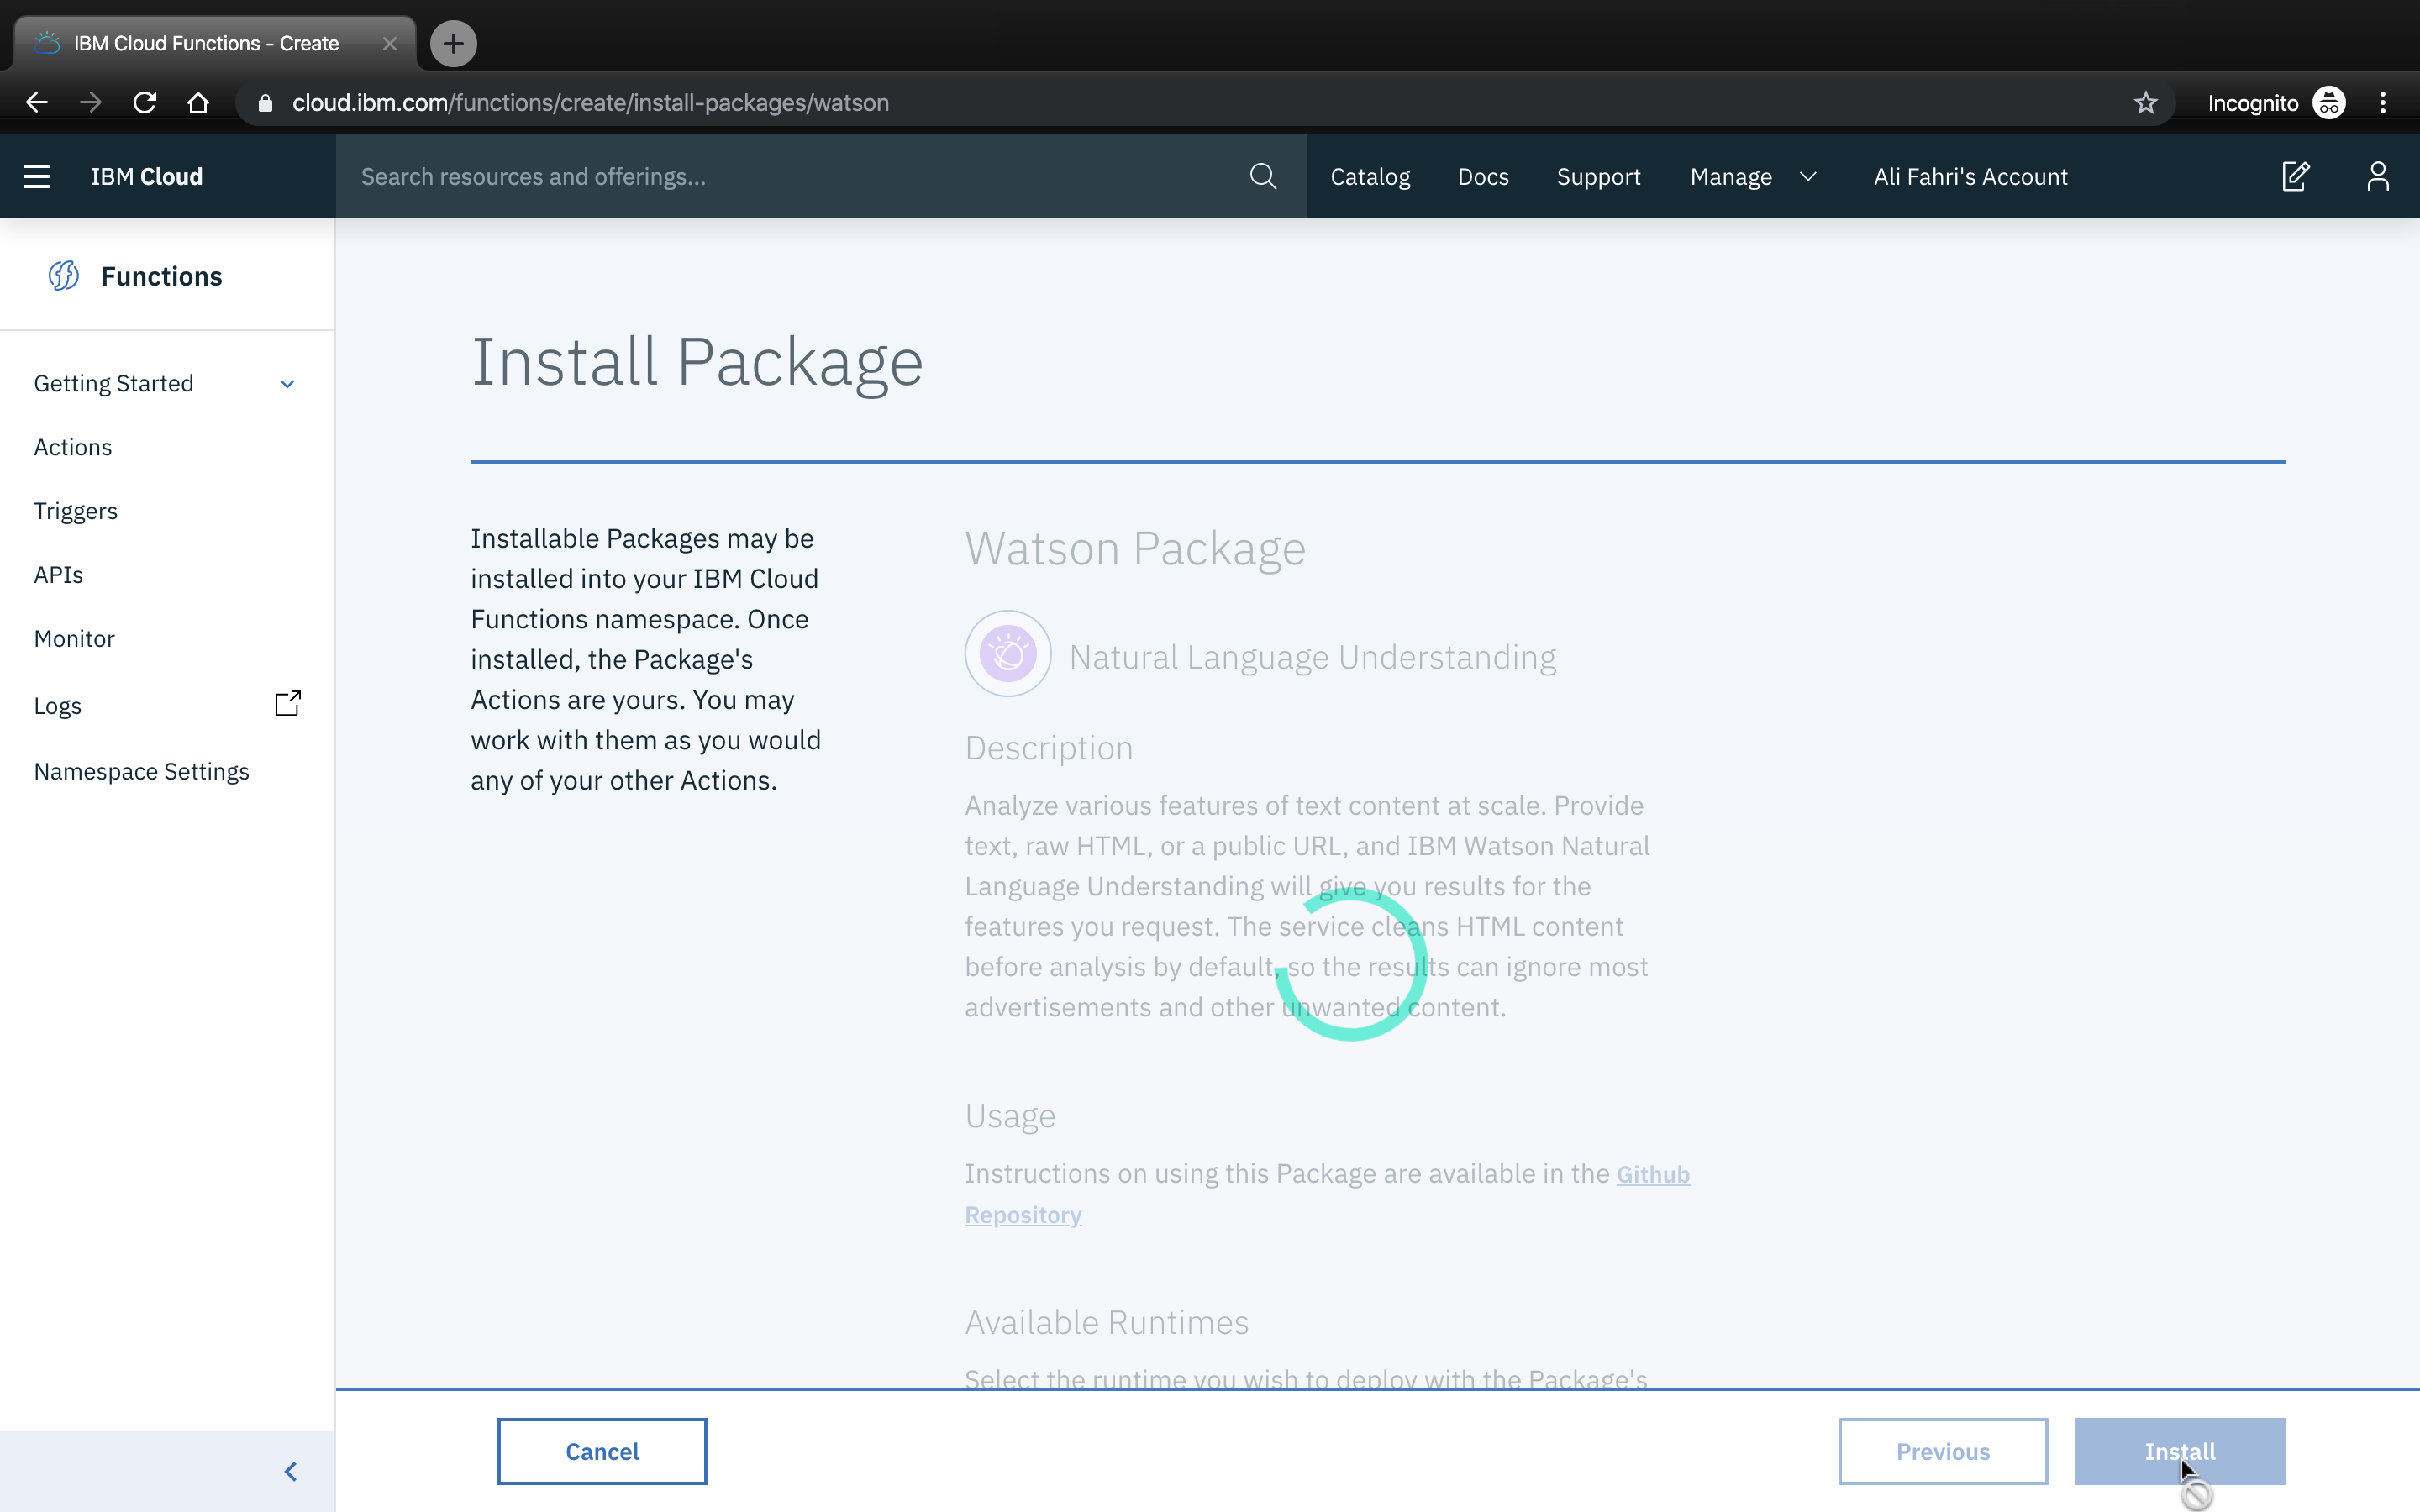 IBM Cloud Functions - Create
cloud.ibm.com/functions/create/install-packages/watson
Incognito
IBM Cloud
Search resources and offerings...
Catalog
Docs
Support
Manage
Ali Fahri's Account
Functions
Getting Started
Actions
Triggers
APIs
Monitor
Logs
Namespace Settings
Install Package
Installable Packages may be
installed into your IBM Cloud
Functions namespace. Once
installed, the Package's
Actions are yours. You may
work with them as you would
any of your other Actions.
Watson Package
Natural Language Understanding
Description
Analyze various features of text content at scale. Provide
text, raw HTML, or a public URL, and IBM Watson Natural
Language Understanding will give you results for the
features you request. The service cleans HTML content
before analysis by default, so the results can ignore most
advertisements and other unwanted content.
Usage
Instructions on using this Package are available in the Github
Repository
Available Runtimes
Select the runtime you wish to deploy with the Package's
Cancel
Previous
Install